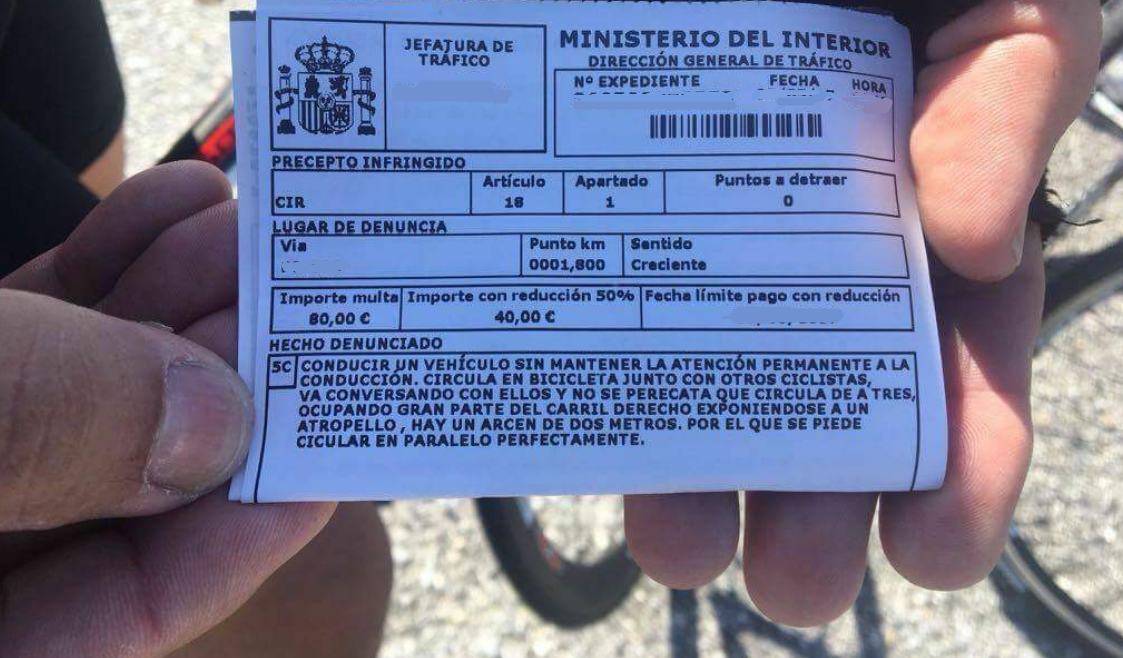 JEFATURA DE
TRÁFICO
MINISTERIO DEL INTERIOR
DIRECCIÓN GENERAL DE TRÁFICO
Nº EXPEDIENTE FECHA HORA
PRECEPTO INFRINGIDO
Artículo Apartado Puntos a detraer
CIR 18 1 0
LUGAR DE DENUNCIA
Via Punto km Sentido
0001,800 Creciente
Importe multa Importe con reducción 50% Fecha límite pago con reducción
80,00 € 40,00 €
HECHO DENUNCIADO
5C CONDUCIR UN VEHÍCULO SIN MANTENER LA ATENCIÓN PERMANENTE A LA
CONDUCCIÓN. CIRCULA EN BICICLETA JUNTO CON OTROS CICLISTAS,
VA CONVERSANDO CON ELLOS Y NO SE PERECATA QUE CIRCULA DE A TRES,
OCUPANDO GRAN PARTE DEL CARRIL DERECHO EXPONIENDOSE A UN
ATROPELLO , HAY UN ARCEN DE DOS METROS. POR EL QUE SE PIEDE
CICULAR EN PARALELO PERFECTAMENTE.